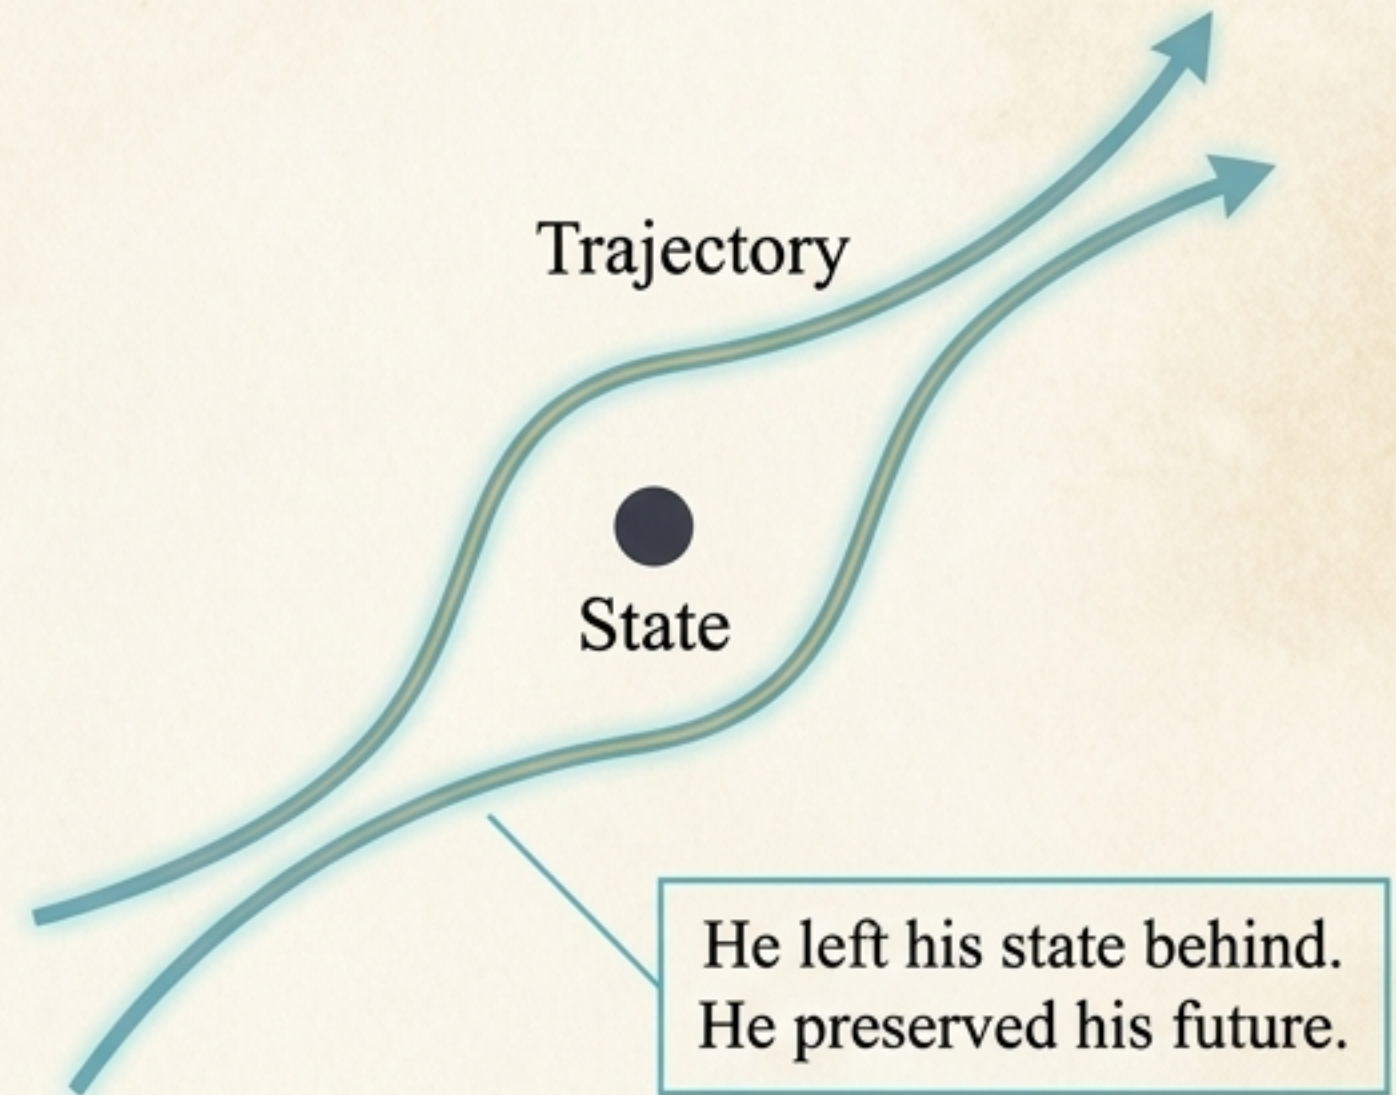 Trajectory
State
He left his state behind.
He preserved his future.